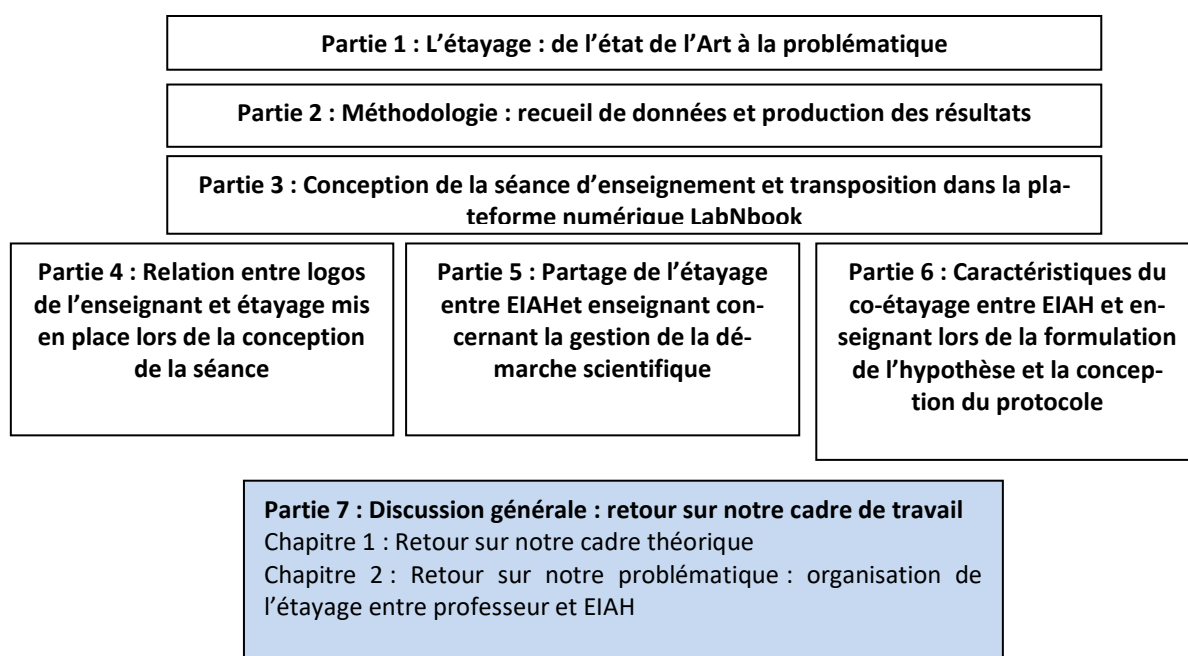 Partie 1 : L'étayage : de l'état de l'Art à la problématique
Partie 2 : Méthodologie : recueil de données et production des résultats
Partie 3 : Conception de la séance d'enseignement et transposition dans la pla-
teforme numérique LabNbook
Partie 4 : Relation entre logos
de l'enseignant et étayage mis
en place lors de la conception
de la séance
Partie 5 : Partage de l'étayage
entre EIAHet enseignant con-
cernant la gestion de la dé-
marche scientifique
Partie 6 : Caractéristiques du
co-étayage entre EIAH et en-
seignant lors de la formulation
de l'hypothèse et la concep-
tion du protocole
Partie 7 : Discussion générale : retour sur notre cadre de travail
Chapitre 1 : Retour sur notre cadre théorique
Chapitre 2 : Retour sur notre problématique : organisation de
l'étayage entre professeur et EIAH